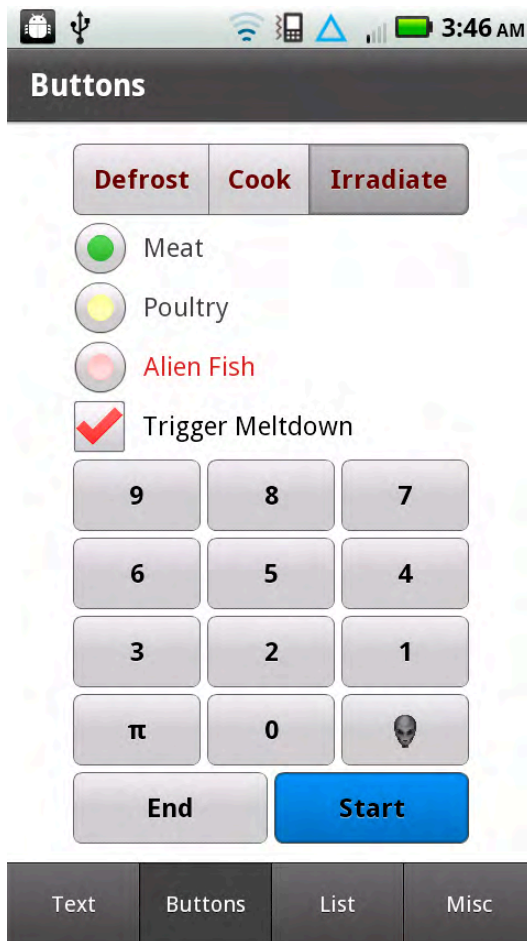 3:46 AM
Buttons
Defrost Cook Irradiate
Meat
Poultry
Alien Fish
Trigger Meltdown
9 8 7
6 5 4
3 2 1
π 0
End Start
Text Buttons List Misc